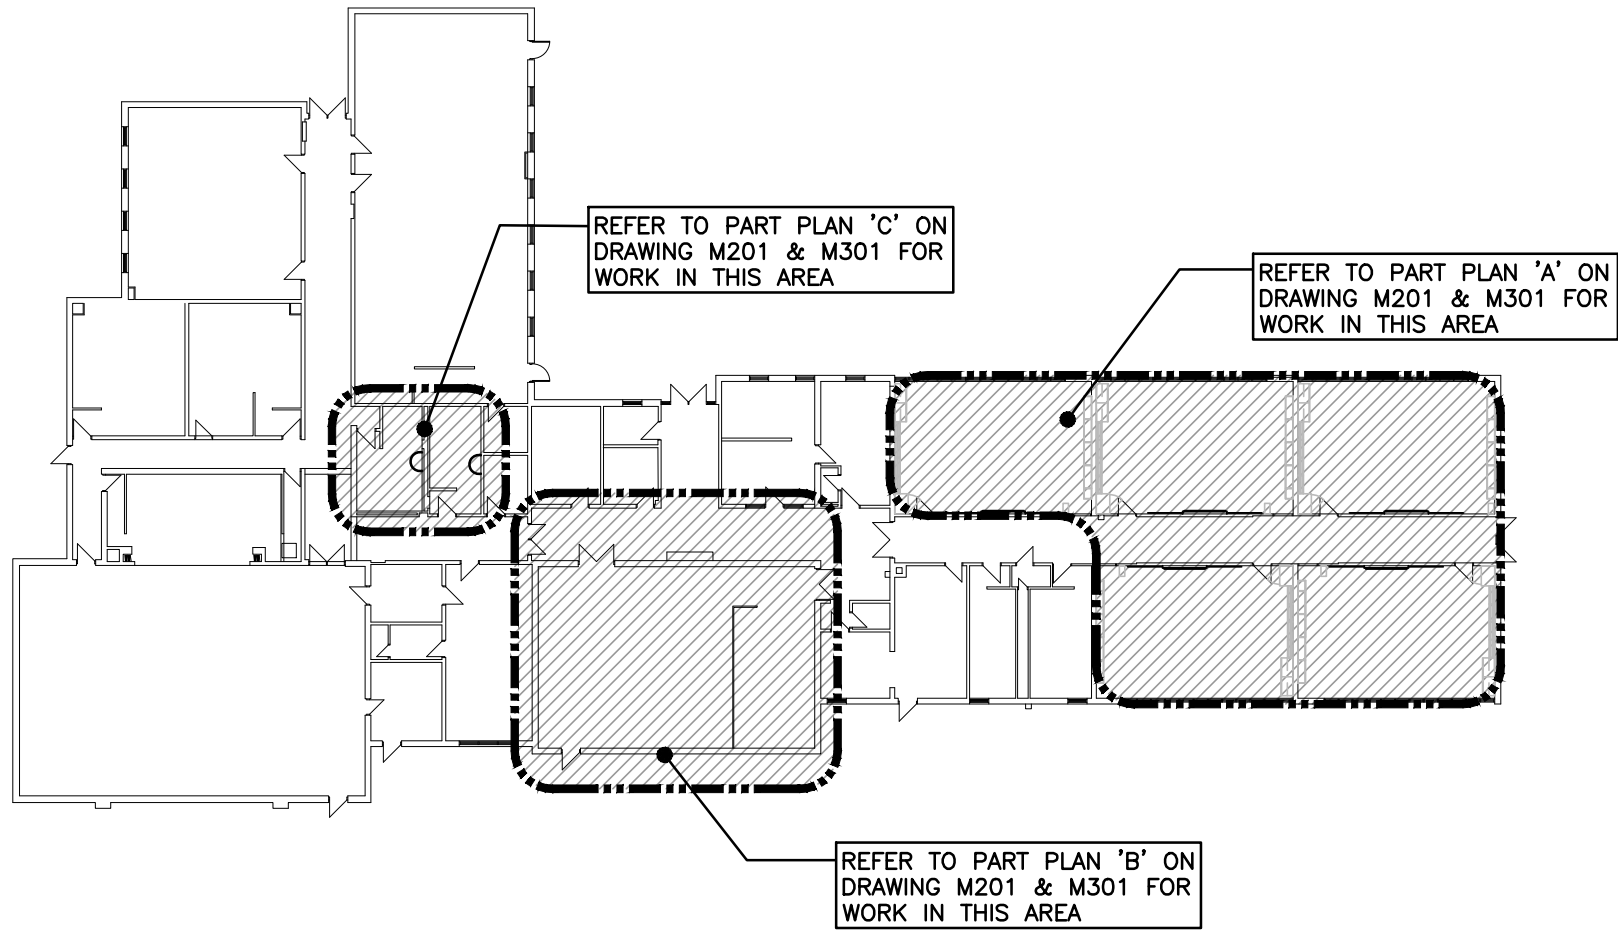 REFER TO PART PLAN 'C' ON
DRAWING M201 & M301 FOR
WORK IN THIS AREA
REFER TO PART PLAN 'A' ON
DRAWING M201 & M301 FOR
WORK IN THIS AREA
REFER TO PART PLAN 'B' ON
DRAWING M201 & M301 FOR
WORK IN THIS AREA